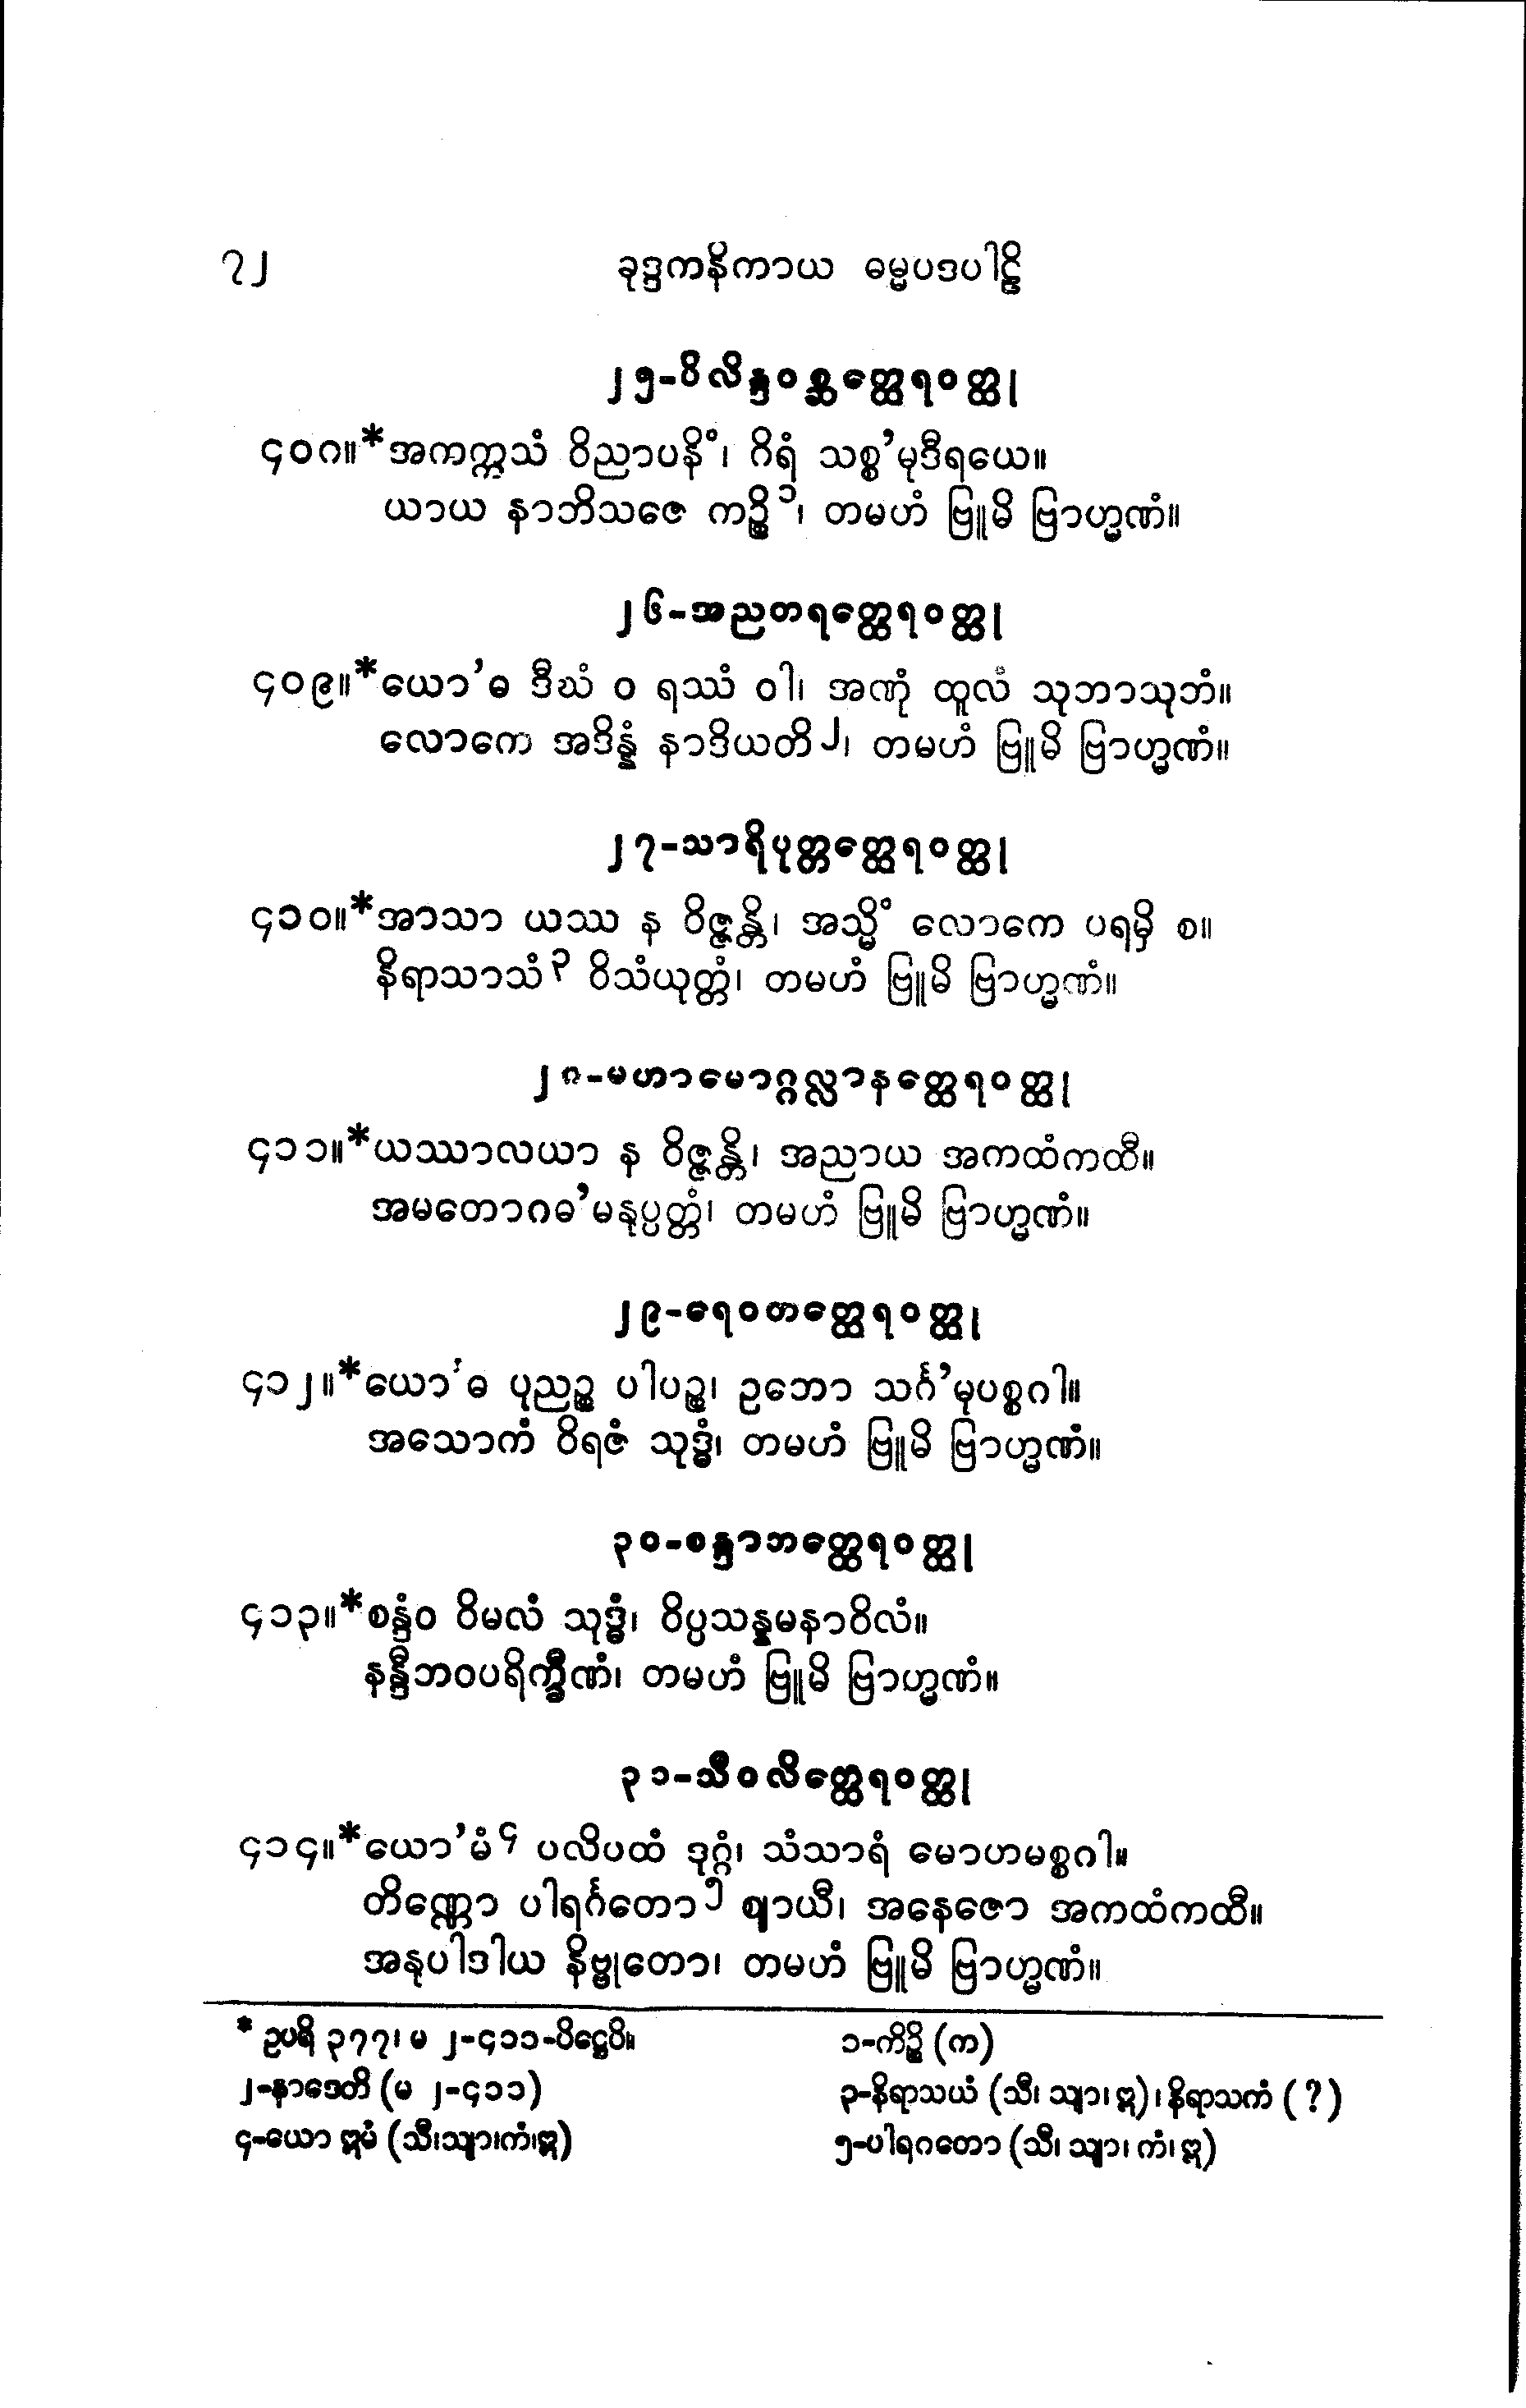 ၇၂ ခုဒ္ဒကနိကာယ ဓမ္မပဒပါဠိ
၂၅-ပိလိန္ဒဝစ္ဆတ္ထေရဝတ္ထု
၄၀၈။*အကက္ကသံ ဝိညာပနိံ၊ ဂိရံ သစ္စ’မုဒီရယေ။
ယာယ နာဘိသဇေ ကဉ္စိ၁၊ တမဟံ ဗြူမိ ဗြာဟ္မဏံ။
၂၆-အညတရတ္ထေရဝတ္ထု
၄၀၉။*ယော’ဓ ဒီဃံ ဝ ရဿံ ဝါ၊ အဏုံ ထူလံ သုဘာသုဘံ။
လောကေ အဒိန္နံ နာဒိယတိ၂၊ တမဟံ ဗြူမိ ဗြာဟ္မဏံ။
၂၇-သာရိပုတ္တတ္ထေရဝတ္ထု
၄၁၀။*အာသာ ယဿ န ဝိဇ္ဇန္တိ၊ အသ္မိံ လောကေ ပရမှိ စ။
နိရာသာသံ၃ ဝိသံယုတ္တံ၊ တမဟံ ဗြူမိ ဗြာဟ္မဏံ။
၂၈-မဟာမောဂ္ဂလ္လာနတ္ထေရဝတ္ထု
၄၁၁။*ယဿာလယာ န ဝိဇ္ဇန္တိ၊ အညာယ အကထံကထီ။
အမတောဂဓ’မနုပ္ပတ္တံ၊ တမဟံ ဗြူမိ ဗြာဟ္မဏံ။
၂၉-ရေဝတတ္ထေရဝတ္ထု
၄၁၂။*ယော’ဓ ပုညဉ္စ ပါပဉ္စ၊ ဥဘော သင်္ဂ’မုပစ္စဂါ။
အသောကံ ဝိရဇံ သုဒ္ဓံ၊ တမဟံ ဗြူမိ ဗြာဟ္မဏံ။
၃၀-စန္ဒာဘတ္ထေရဝတ္ထု
၄၁၃။*စန္ဒံဝ ဝိမလံ သုဒ္ဓံ၊ ဝိပ္ပသန္နမနာဝိလံ။
နန္ဒီဘဝပရိက္ခီဏံ၊ တမဟံ ဗြူမိ ဗြာဟ္မဏံ။
၃၁-သီဝလိတ္ထေရဝတ္ထု
၄၁၄။*ယော’မံ၄ ပလိပထံ ဒုဂ္ဂံ၊ သံသာရံ မောဟမစ္စဂါ။
တိဏ္ဏော ပါရင်္ဂတော၅ ဈာယီ၊ အနေဇော အကထံကထီ။
အနုပါဒါယ နိဗ္ဗုတော၊ တမဟံ ဗြူမိ ဗြာဟ္မဏံ။
* ဥပရိ ၃၇၇၊ မ ၂-၄၁၁-ပိဋ္ဌေပိ။ ၁-ကိဉ္စိ (က)
၂-နာဒေတိ (မ ၂-၄၁၁) ၃-နိရာသယံ (သီ၊ သျာ၊ ဣ)၊ နိရာသကံ (?)
၄-ယော ဣမံ (သီ၊သျာ၊ကံ၊ဣ) ၅-ပါရဂတော (သီ၊ သျာ၊ ကံ၊ ဣ)